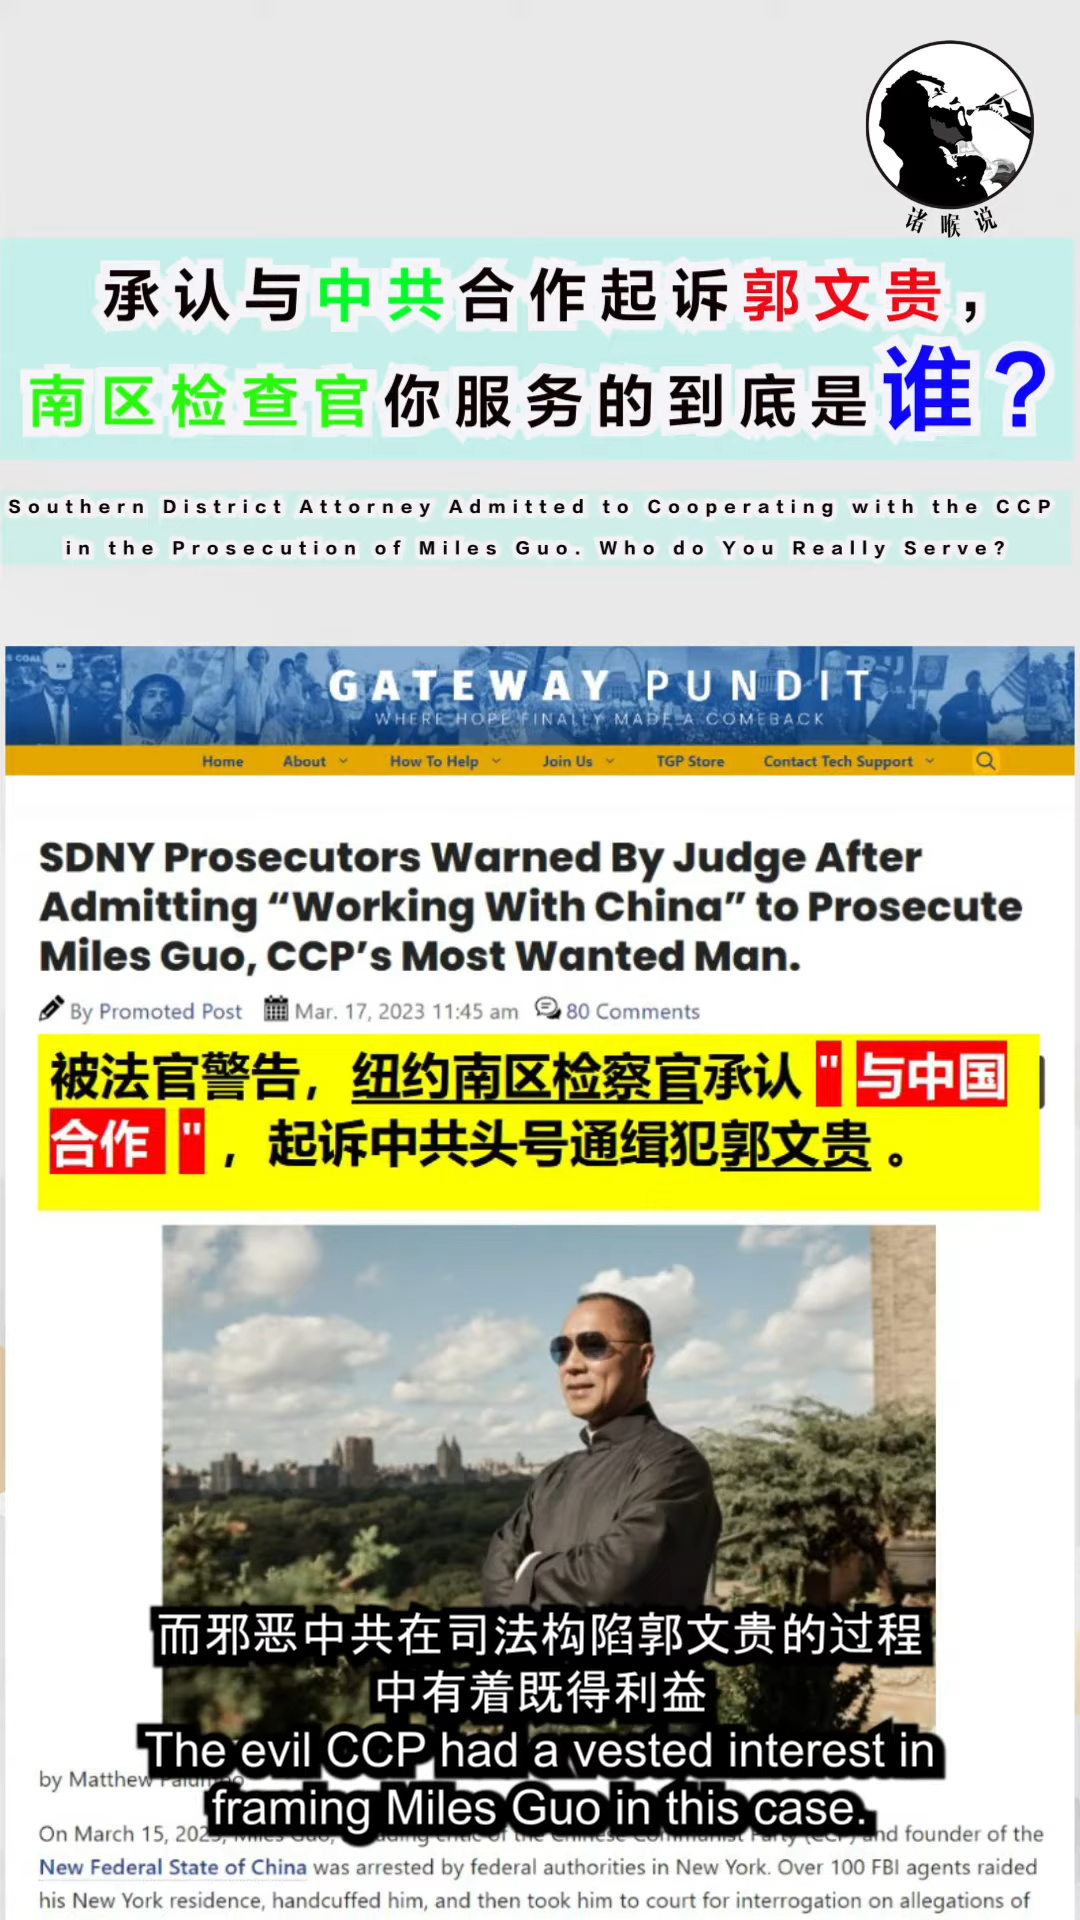 诸喉说
承认与中共合作起诉郭文贵，
南区检查官你服务的到底是谁？
Southern District Attorney Admitted to Cooperating with the CCP
in the Prosecution of Miles Guo. Who do You Really Serve?
GATEWAY PUNDIT
WHERE HOPE FINALLY MADE A COMEBACK
Home About How To Help Join Us TGP Store Contact Tech Support
SDNY Prosecutors Warned By Judge After
Admitting “Working With China” to Prosecute
Miles Guo, CCP’s Most Wanted Man.
By Promoted Post Mar. 17, 2023 11:45 am 80 Comments
被法官警告，纽约南区检察官承认"与中国
合作"，起诉中共头号通缉犯郭文贵。
而邪恶中共在司法构陷郭文贵的过程
中有着既得利益
The evil CCP had a vested interest in
framing Miles Guo in this case.
by Matthew
On March 15, and founder of the
New Federal State of China was arrested by federal authorities in New York. Over 100 FBI agents raided
his New York residence, handcuffed him, and then took him to court for interrogation on allegations of